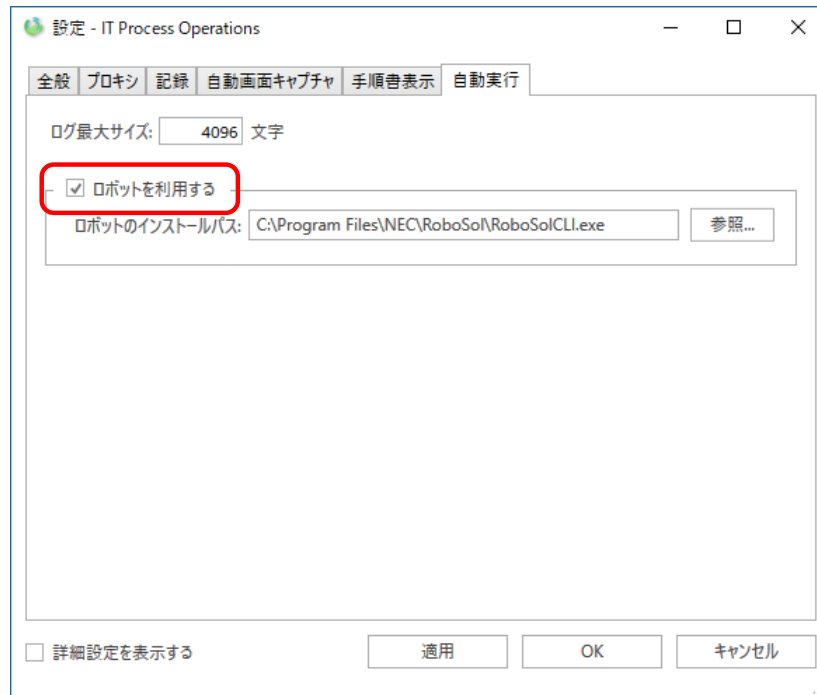 設定 - IT Process Operations
全般 プロキシ 記録 自動画面キャプチャ 手順書表示 自動実行
ログ最大サイズ: 4096 文字
ロボットを利用する
ロボットのインストールパス: C:\Program Files\NEC\RoboSol\RoboSolCLI.exe 参照...
詳細設定を表示する 適用 OK キャンセル